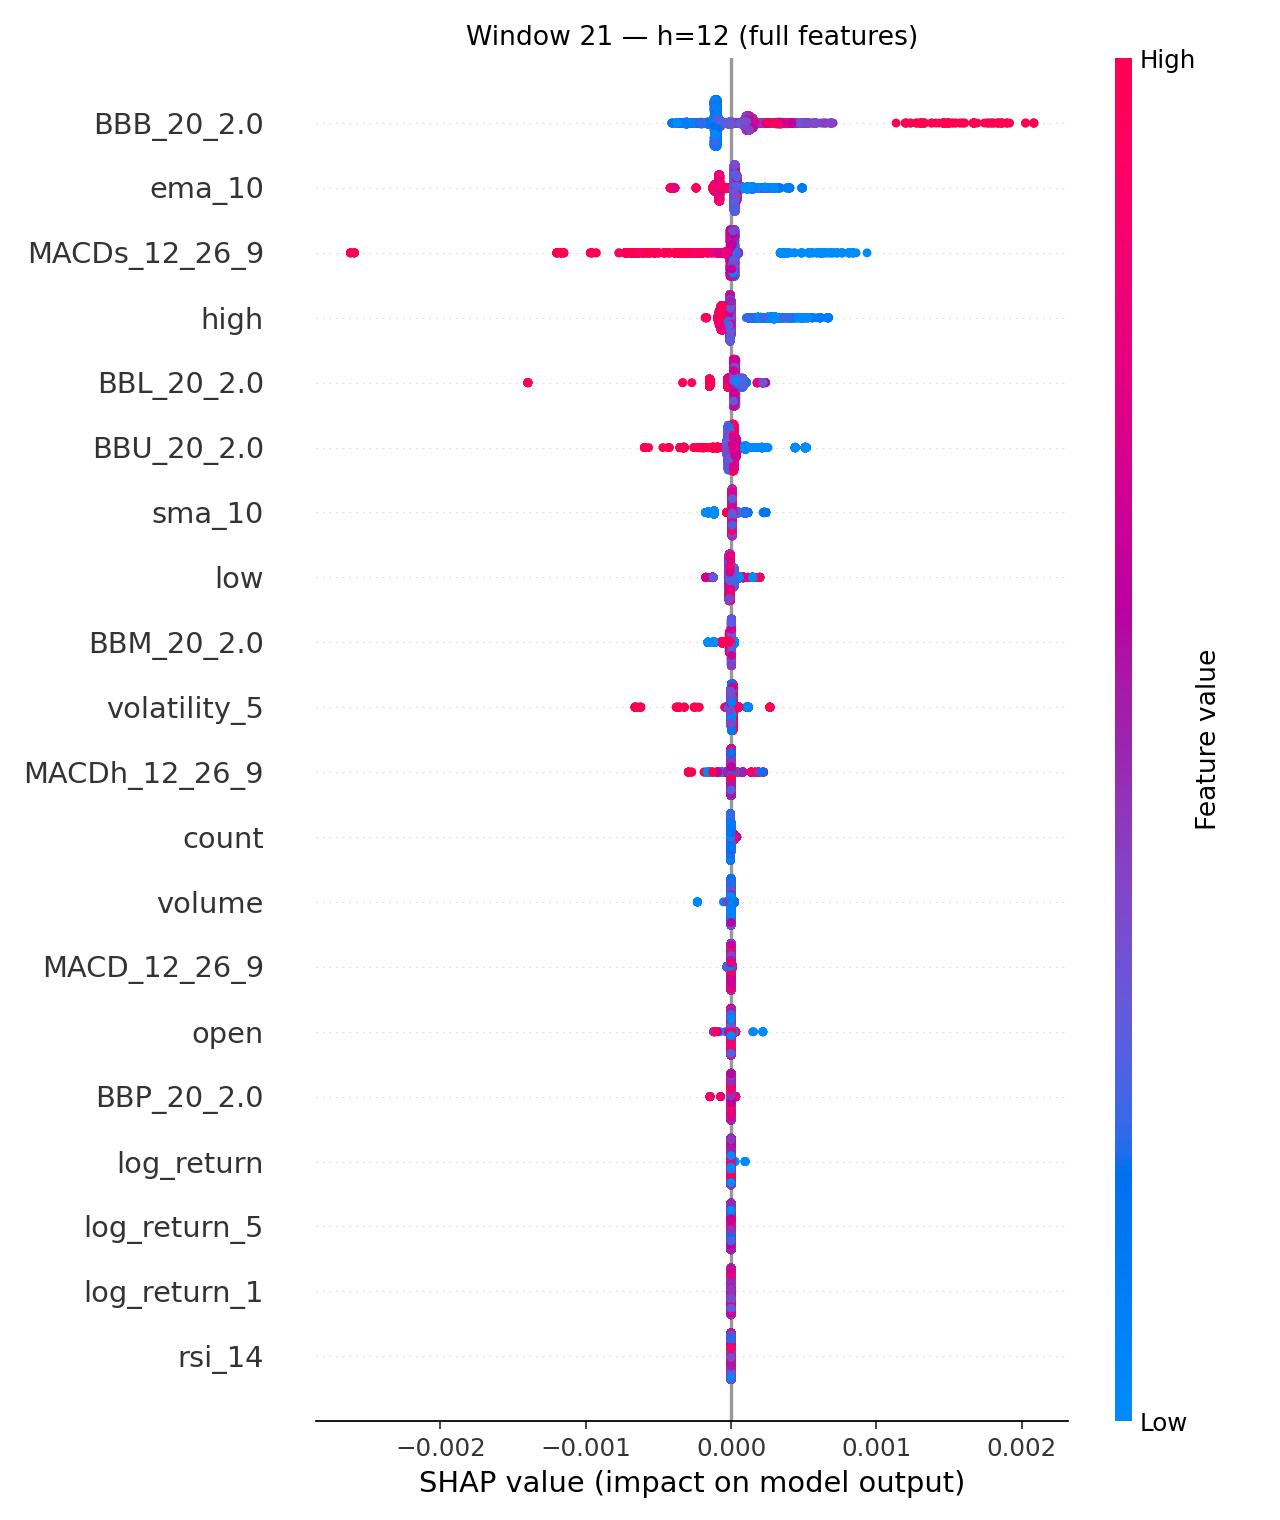 Window 21 — h=12 (full features)
High
BBB_20_2.0
ema_10
MACDs_12_26_9
high
BBL_20_2.0
BBU_20_2.0
sma_10
low
BBM_20_2.0
volatility_5
MACDh_12_26_9
count
volume
MACD_12_26_9
open
BBP_20_2.0
log_return
log_return_5
log_return_1
rsi_14
Feature value
Low
−0.002 −0.001 0.000 0.001 0.002
SHAP value (impact on model output)